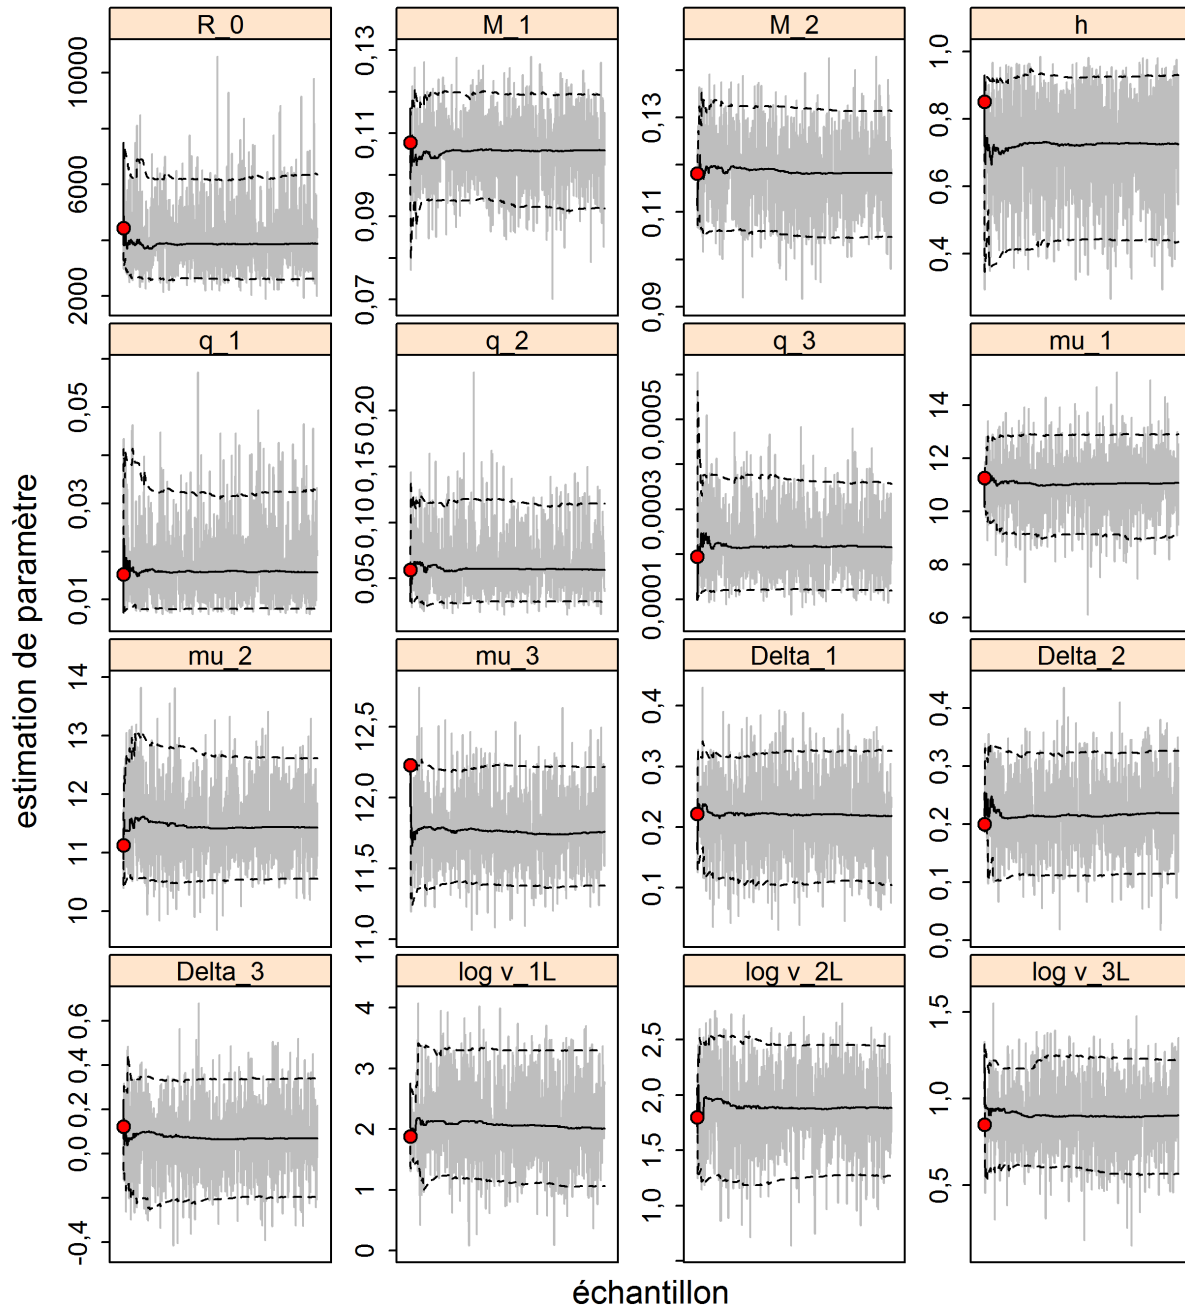 R_0
M_1
M_2
h
2000 6000 10000
0,07 0,09 0,11 0,13
0,09 0,11 0,13
0,4 0,6 0,8 1,0
q_1
q_2
q_3
mu_1
0,01 0,03 0,05
0,05 0,10 0,15 0,20
0,0001 0,0003 0,0005
6 8 10 12 14
mu_2
mu_3
Delta_1
Delta_2
10 11 12 13 14
11,0 11,5 12,0 12,5
0,1 0,2 0,3 0,4
0,0 0,1 0,2 0,3 0,4
Delta_3
log v_1L
log v_2L
log v_3L
-0,4 0,0 0,2 0,4 0,6
0 1 2 3 4
1,0 1,5 2,0 2,5
0,5 1,0 1,5
estimation de paramètre
échantillon